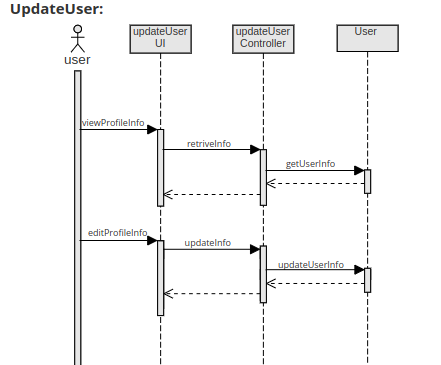 UpdateUser:
updateUser
UI
updateUser
Controller
User
user
viewProfileInfo
retriveInfo
getUserInfo
editProfileInfo
updateInfo
updateUserInfo